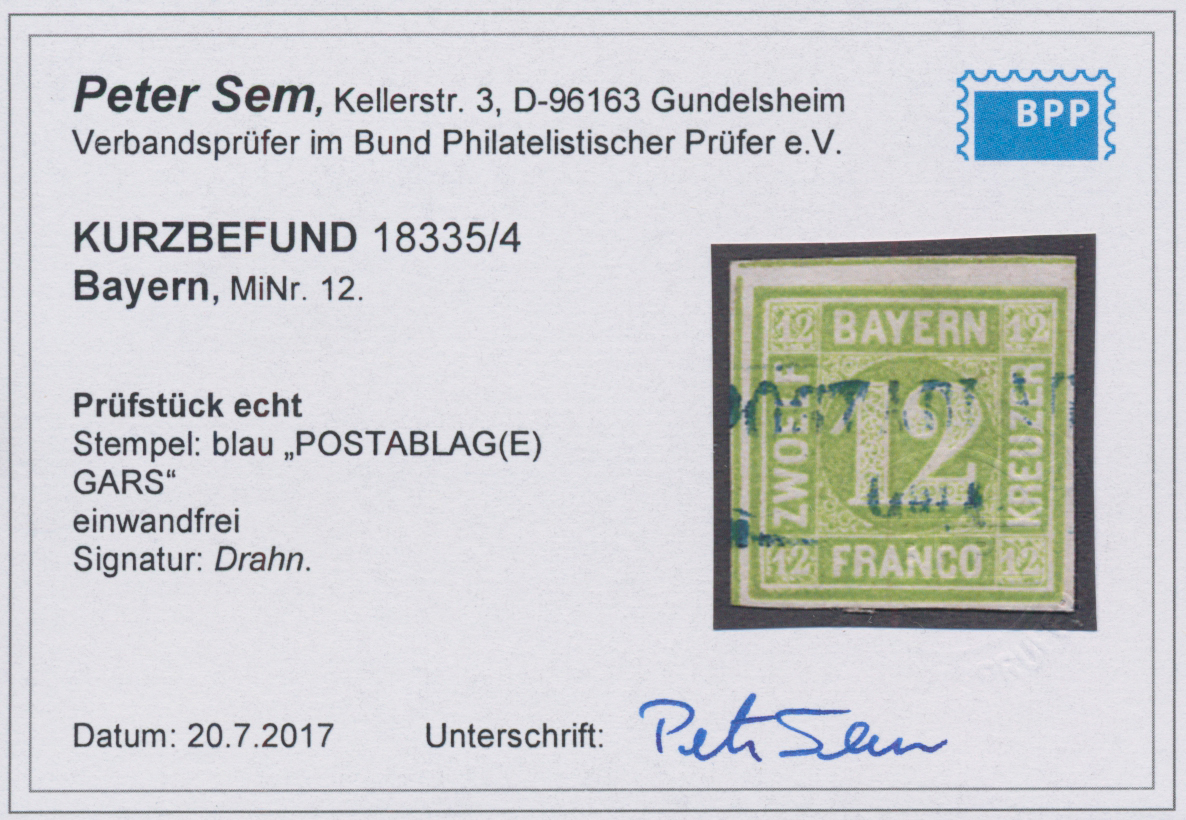 Peter Sem, Kellerstr. 3, D-96163 Gundelsheim
Verbandsprüfer im Bund Philatelistischer Prüfer e.V.
BPP
KURZBEFUND 18335/4
Bayern, MiNr. 12.
12 BAYERN 12
ZWOELF
12
KREUZER
12 FRANCO 12
Prüfstück echt
Stempel: blau „POSTABLAG(E)
GARS“
einwandfrei
Signatur: Drahn.
Datum: 20.7.2017 Unterschrift: Peter Sem